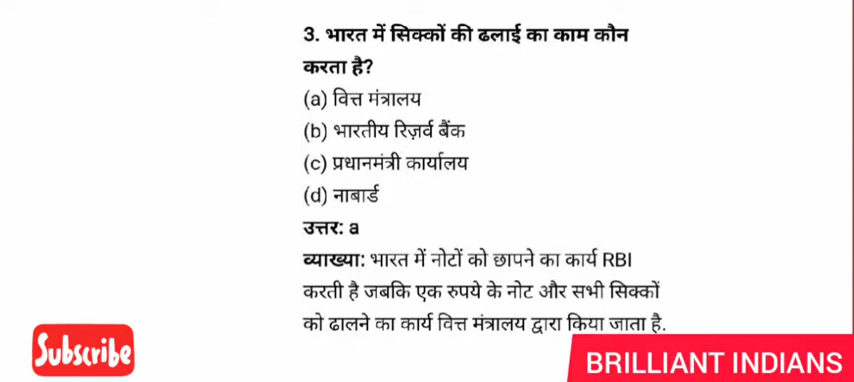 3. भारत में सिक्कों की ढलाई का काम कौन
करता है?
(a) वित्त मंत्रालय
(b) भारतीय रिज़र्व बैंक
(c) प्रधानमंत्री कार्यालय
(d) नाबार्ड
उत्तर: a
व्याख्या: भारत में नोटों को छापने का कार्य RBI
करती है जबकि एक रुपये के नोट और सभी सिक्कों
को ढालने का कार्य वित्त मंत्रालय द्वारा किया जाता है.
Subscribe
BRILLIANT INDIANS